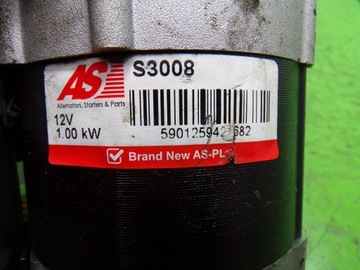 AS S3008
Alternators, Starters & Parts
12V
1.00 kW
Brand New AS-PL